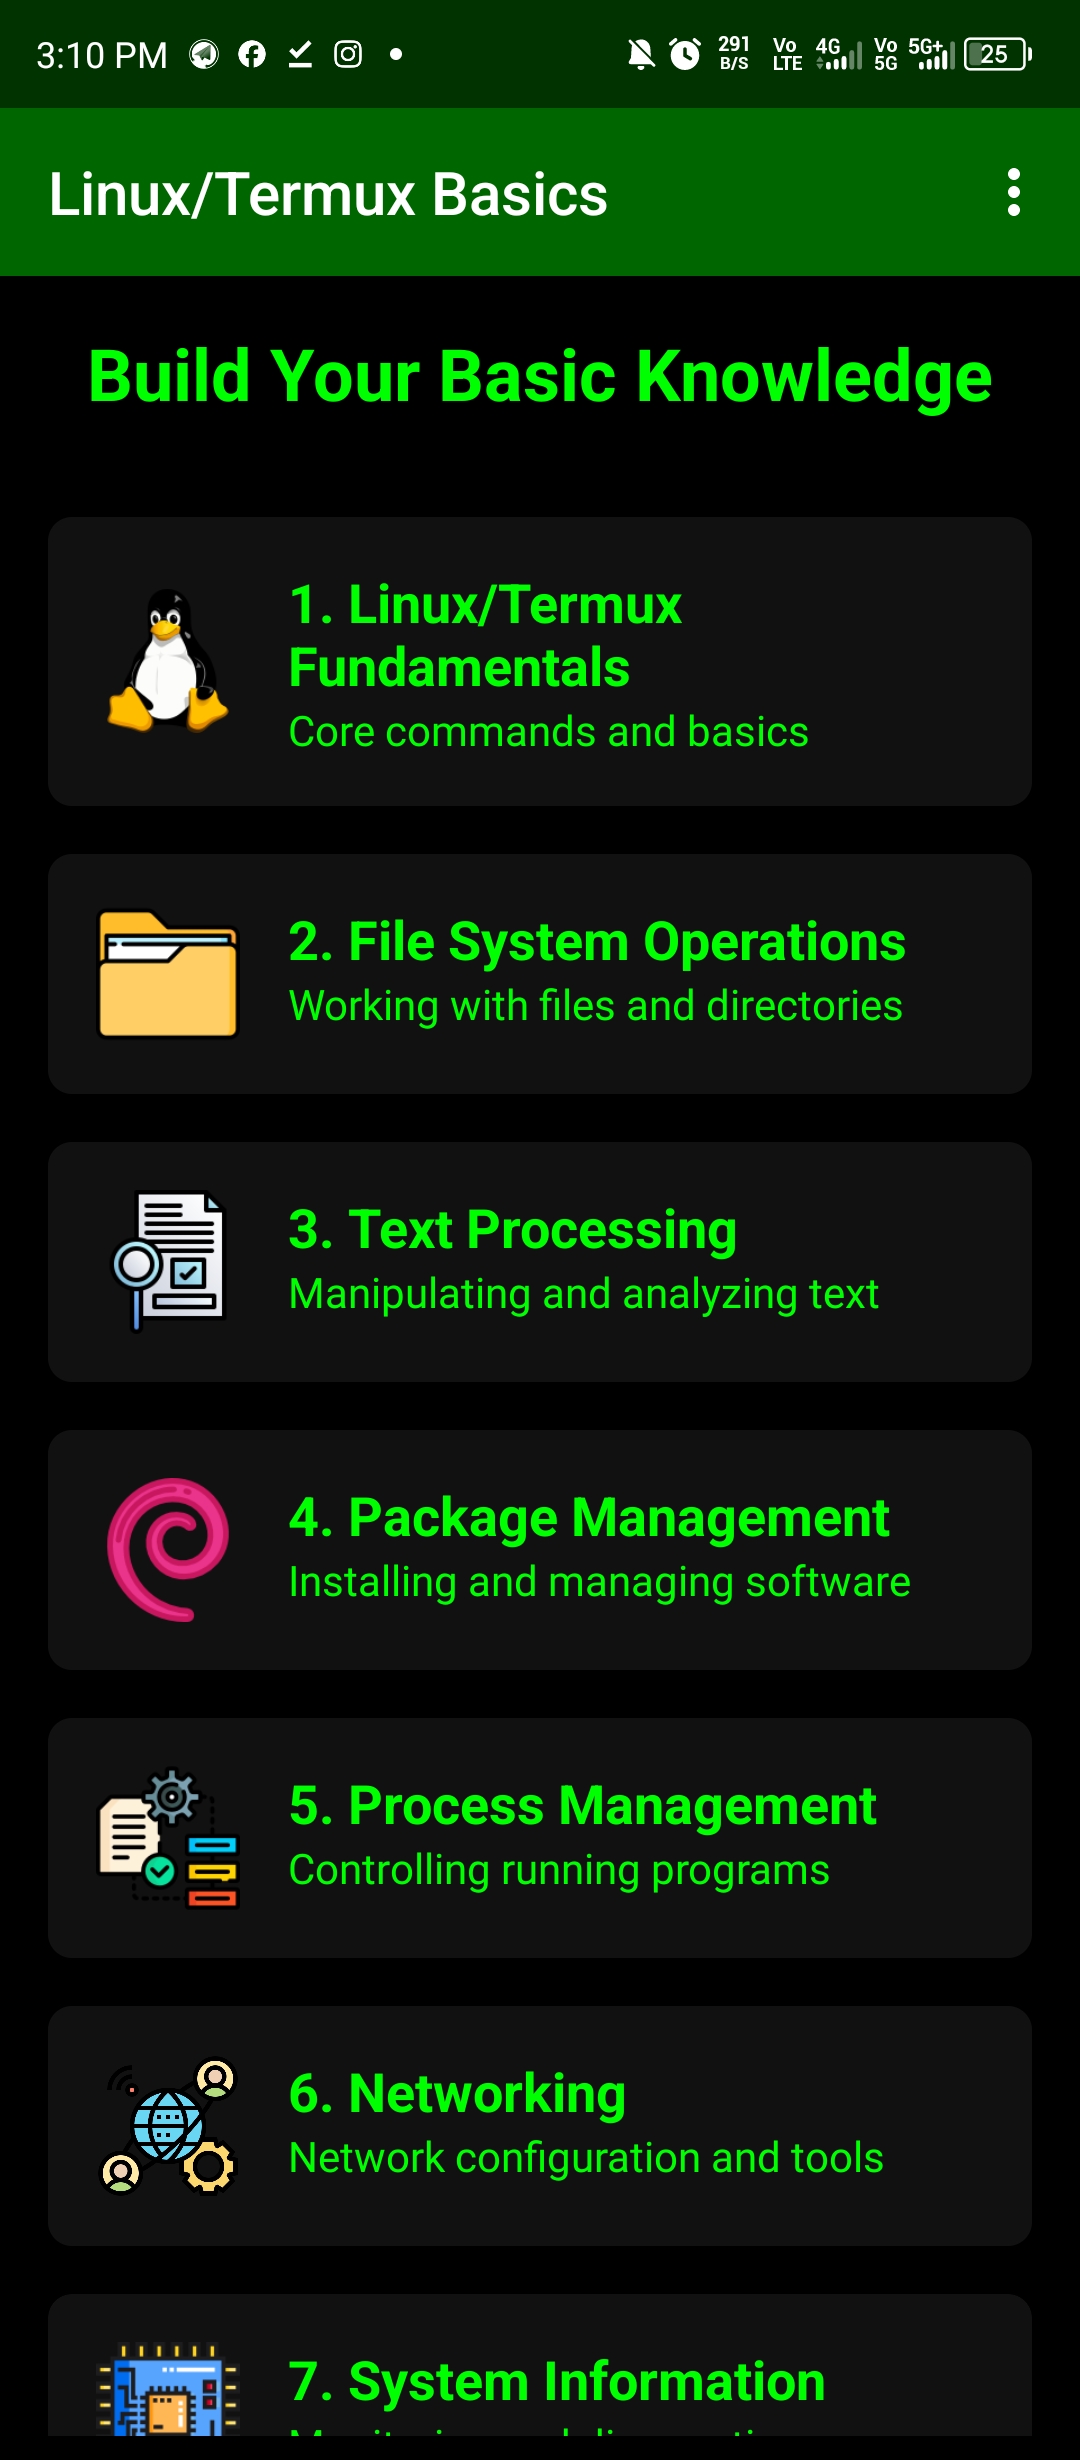 3:10 PM
291 B/S Vo LTE 4G Vo 5G 5G+ 25
Linux/Termux Basics
Build Your Basic Knowledge
1. Linux/Termux
Fundamentals
Core commands and basics
2. File System Operations
Working with files and directories
3. Text Processing
Manipulating and analyzing text
4. Package Management
Installing and managing software
5. Process Management
Controlling running programs
6. Networking
Network configuration and tools
7. System Information